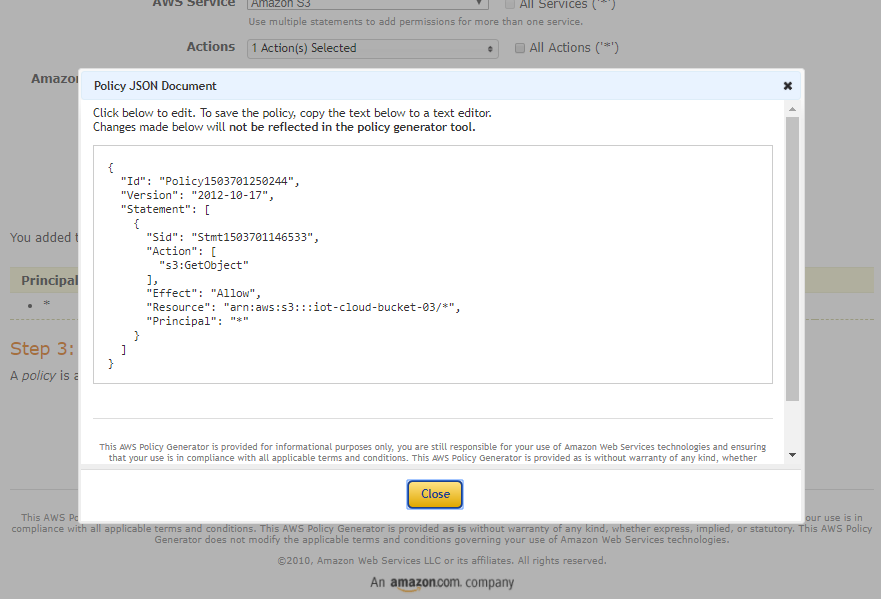 AWS Service
Amazon S3
All Services ('*')
Use multiple statements to add permissions for more than one service.
Actions
1 Action(s) Selected
All Actions ('*')
Policy JSON Document
Click below to edit. To save the policy, copy the text below to a text editor.
Changes made below will not be reflected in the policy generator tool.
{
"Id": "Policy1503701250244",
"Version": "2012-10-17",
"Statement": [
{
"Sid": "Stmt1503701146533",
"Action": [
"s3:GetObject"
],
"Effect": "Allow",
"Resource": "arn:aws:s3:::iot-cloud-bucket-03/*",
"Principal": "*"
}
]
}
You added
Principal
*
Step 3:
A policy is a
This AWS Policy Generator is provided for informational purposes only, you are still responsible for your use of Amazon Web Services technologies and ensuring
that your use is in compliance with all applicable terms and conditions. This AWS Policy Generator is provided as is without warranty of any kind, whether
Close
This AWS
our use is in
compliance with all applicable terms and conditions. This AWS Policy Generator is provided as is without warranty of any kind, whether express, implied, or statutory. This AWS Policy
Generator does not modify the applicable terms and conditions governing your use of Amazon Web Services technologies.
©2010, Amazon Web Services LLC or its affiliates. All rights reserved.
An amazon.com. company